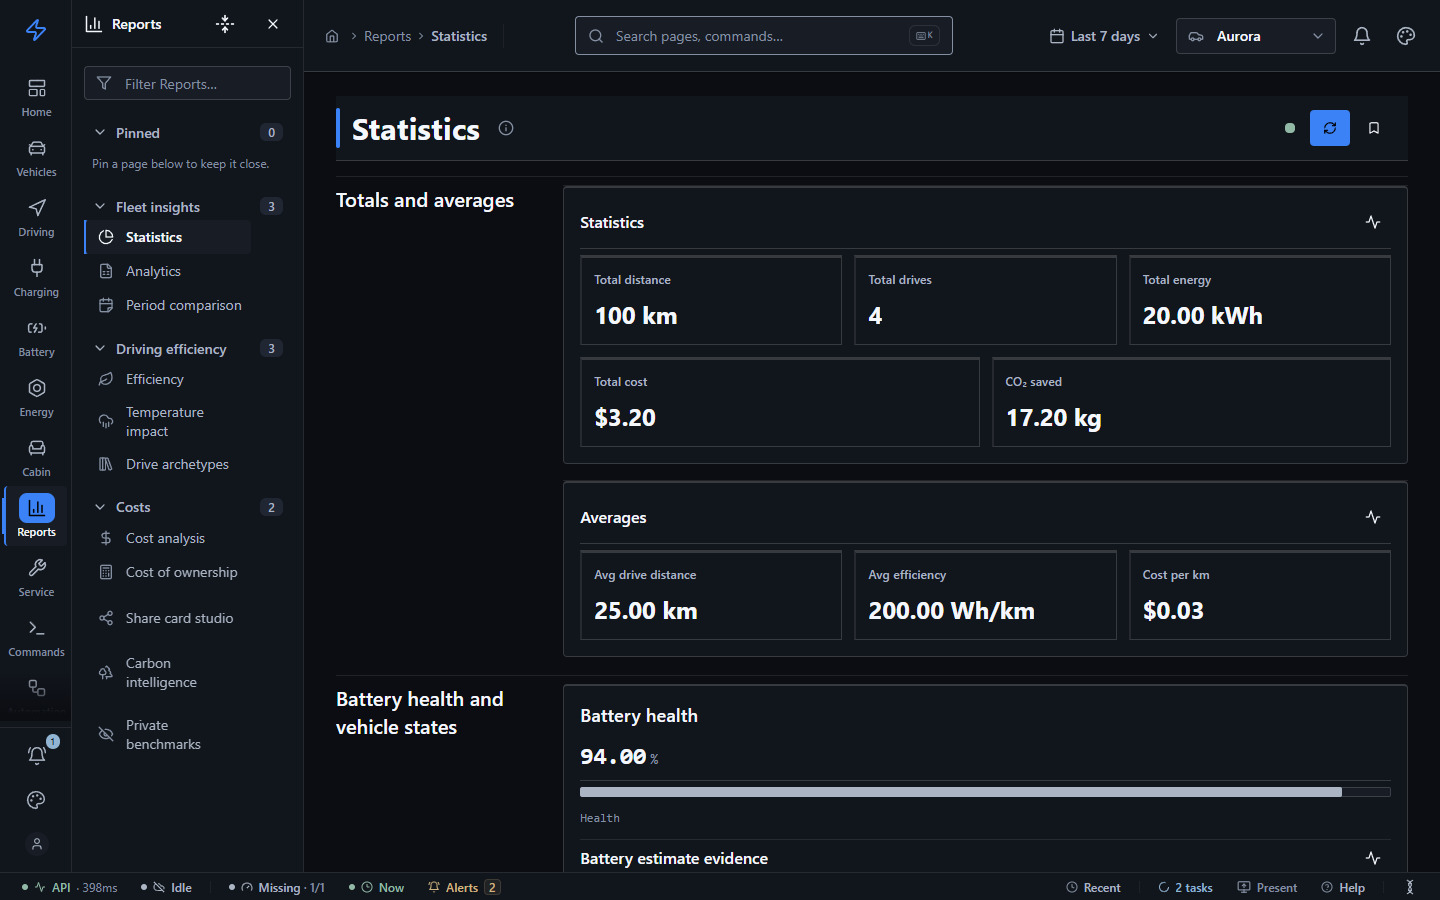 Reports
Reports
Statistics
Search pages, commands...
K
Last 7 days
Aurora
Home
Vehicles
Driving
Charging
Battery
Energy
Cabin
Reports
Service
Commands
1
Filter Reports...
Pinned
0
Pin a page below to keep it close.
Fleet insights
3
Statistics
Analytics
Period comparison
Driving efficiency
3
Efficiency
Temperature
impact
Drive archetypes
Costs
2
Cost analysis
Cost of ownership
Share card studio
Carbon
intelligence
Private
benchmarks
Statistics
Totals and averages
Statistics
Total distance
100 km
Total drives
4
Total energy
20.00 kWh
Total cost
$3.20
CO₂ saved
17.20 kg
Averages
Avg drive distance
25.00 km
Avg efficiency
200.00 Wh/km
Cost per km
$0.03
Battery health and
vehicle states
Battery health
94.00 %
Health
Battery estimate evidence
API · 398ms
Idle
Missing · 1/1
Now
Alerts 2
Recent
2 tasks
Present
Help